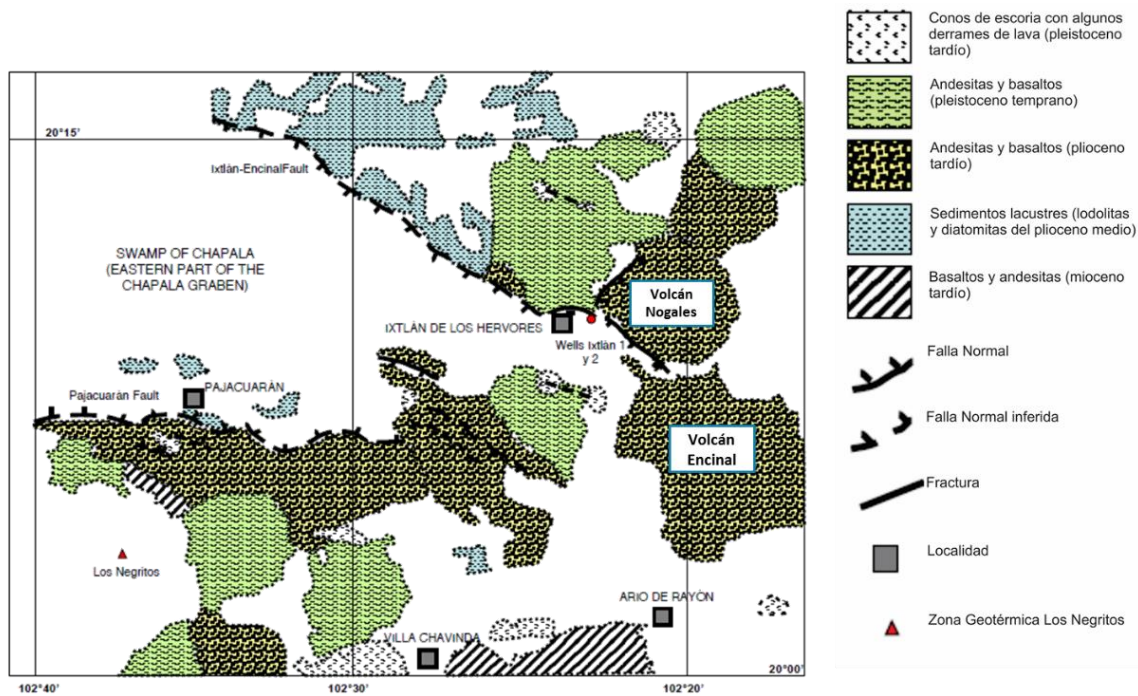 20°15'
Ixtlán-EncinalFault
SWAMP OF CHAPALA
(EASTERN PART OF THE
CHAPALA GRABEN)
Volcán
Nogales
IXTLÀN DE LOS HERVORES
Wells Ixtlán 1
y 2
Pajacuarán Fault
PAJACUARÀN
Volcán
Encinal
Los Negritos
ARIO DE RAYÒN
VILLA CHAVINDA
20°00'
102°40'
102°30'
102°20'
Conos de escoria con algunos
derrames de lava (pleistoceno
tardío)
Andesitas y basaltos
(pleistoceno temprano)
Andesitas y basaltos (plioceno
tardío)
Sedimentos lacustres (lodolitas
y diatomitas del plioceno medio)
Basaltos y andesitas (mioceno
tardío)
Falla Normal
Falla Normal inferida
Fractura
Localidad
Zona Geotérmica Los Negritos